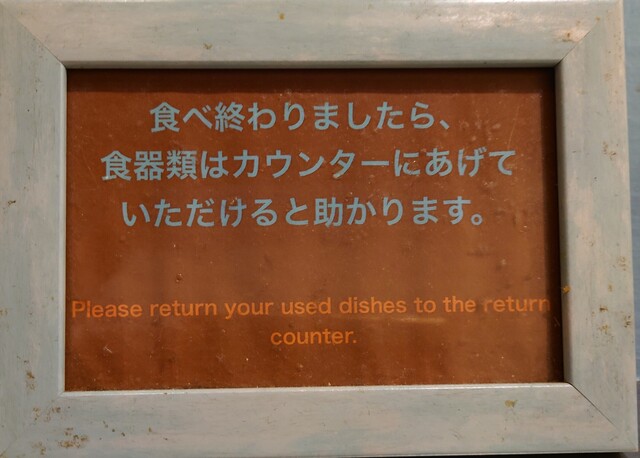 食べ終わりましたら、
食器類はカウンターにあげて
いただけると助かります。
Please return your used dishes to the return
counter.